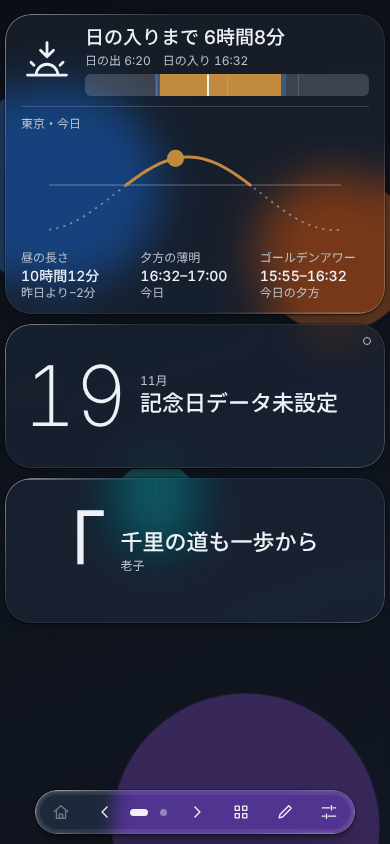 日の入りまで 6時間8分
日の出 6:20 日の入り 16:32
東京・今日
昼の長さ
10時間12分
昨日より−2分
夕方の薄明
16:32–17:00
今日
ゴールデンアワー
15:55–16:32
今日の夕方
19
11月
記念日データ未設定
「
千里の道も一歩から
老子